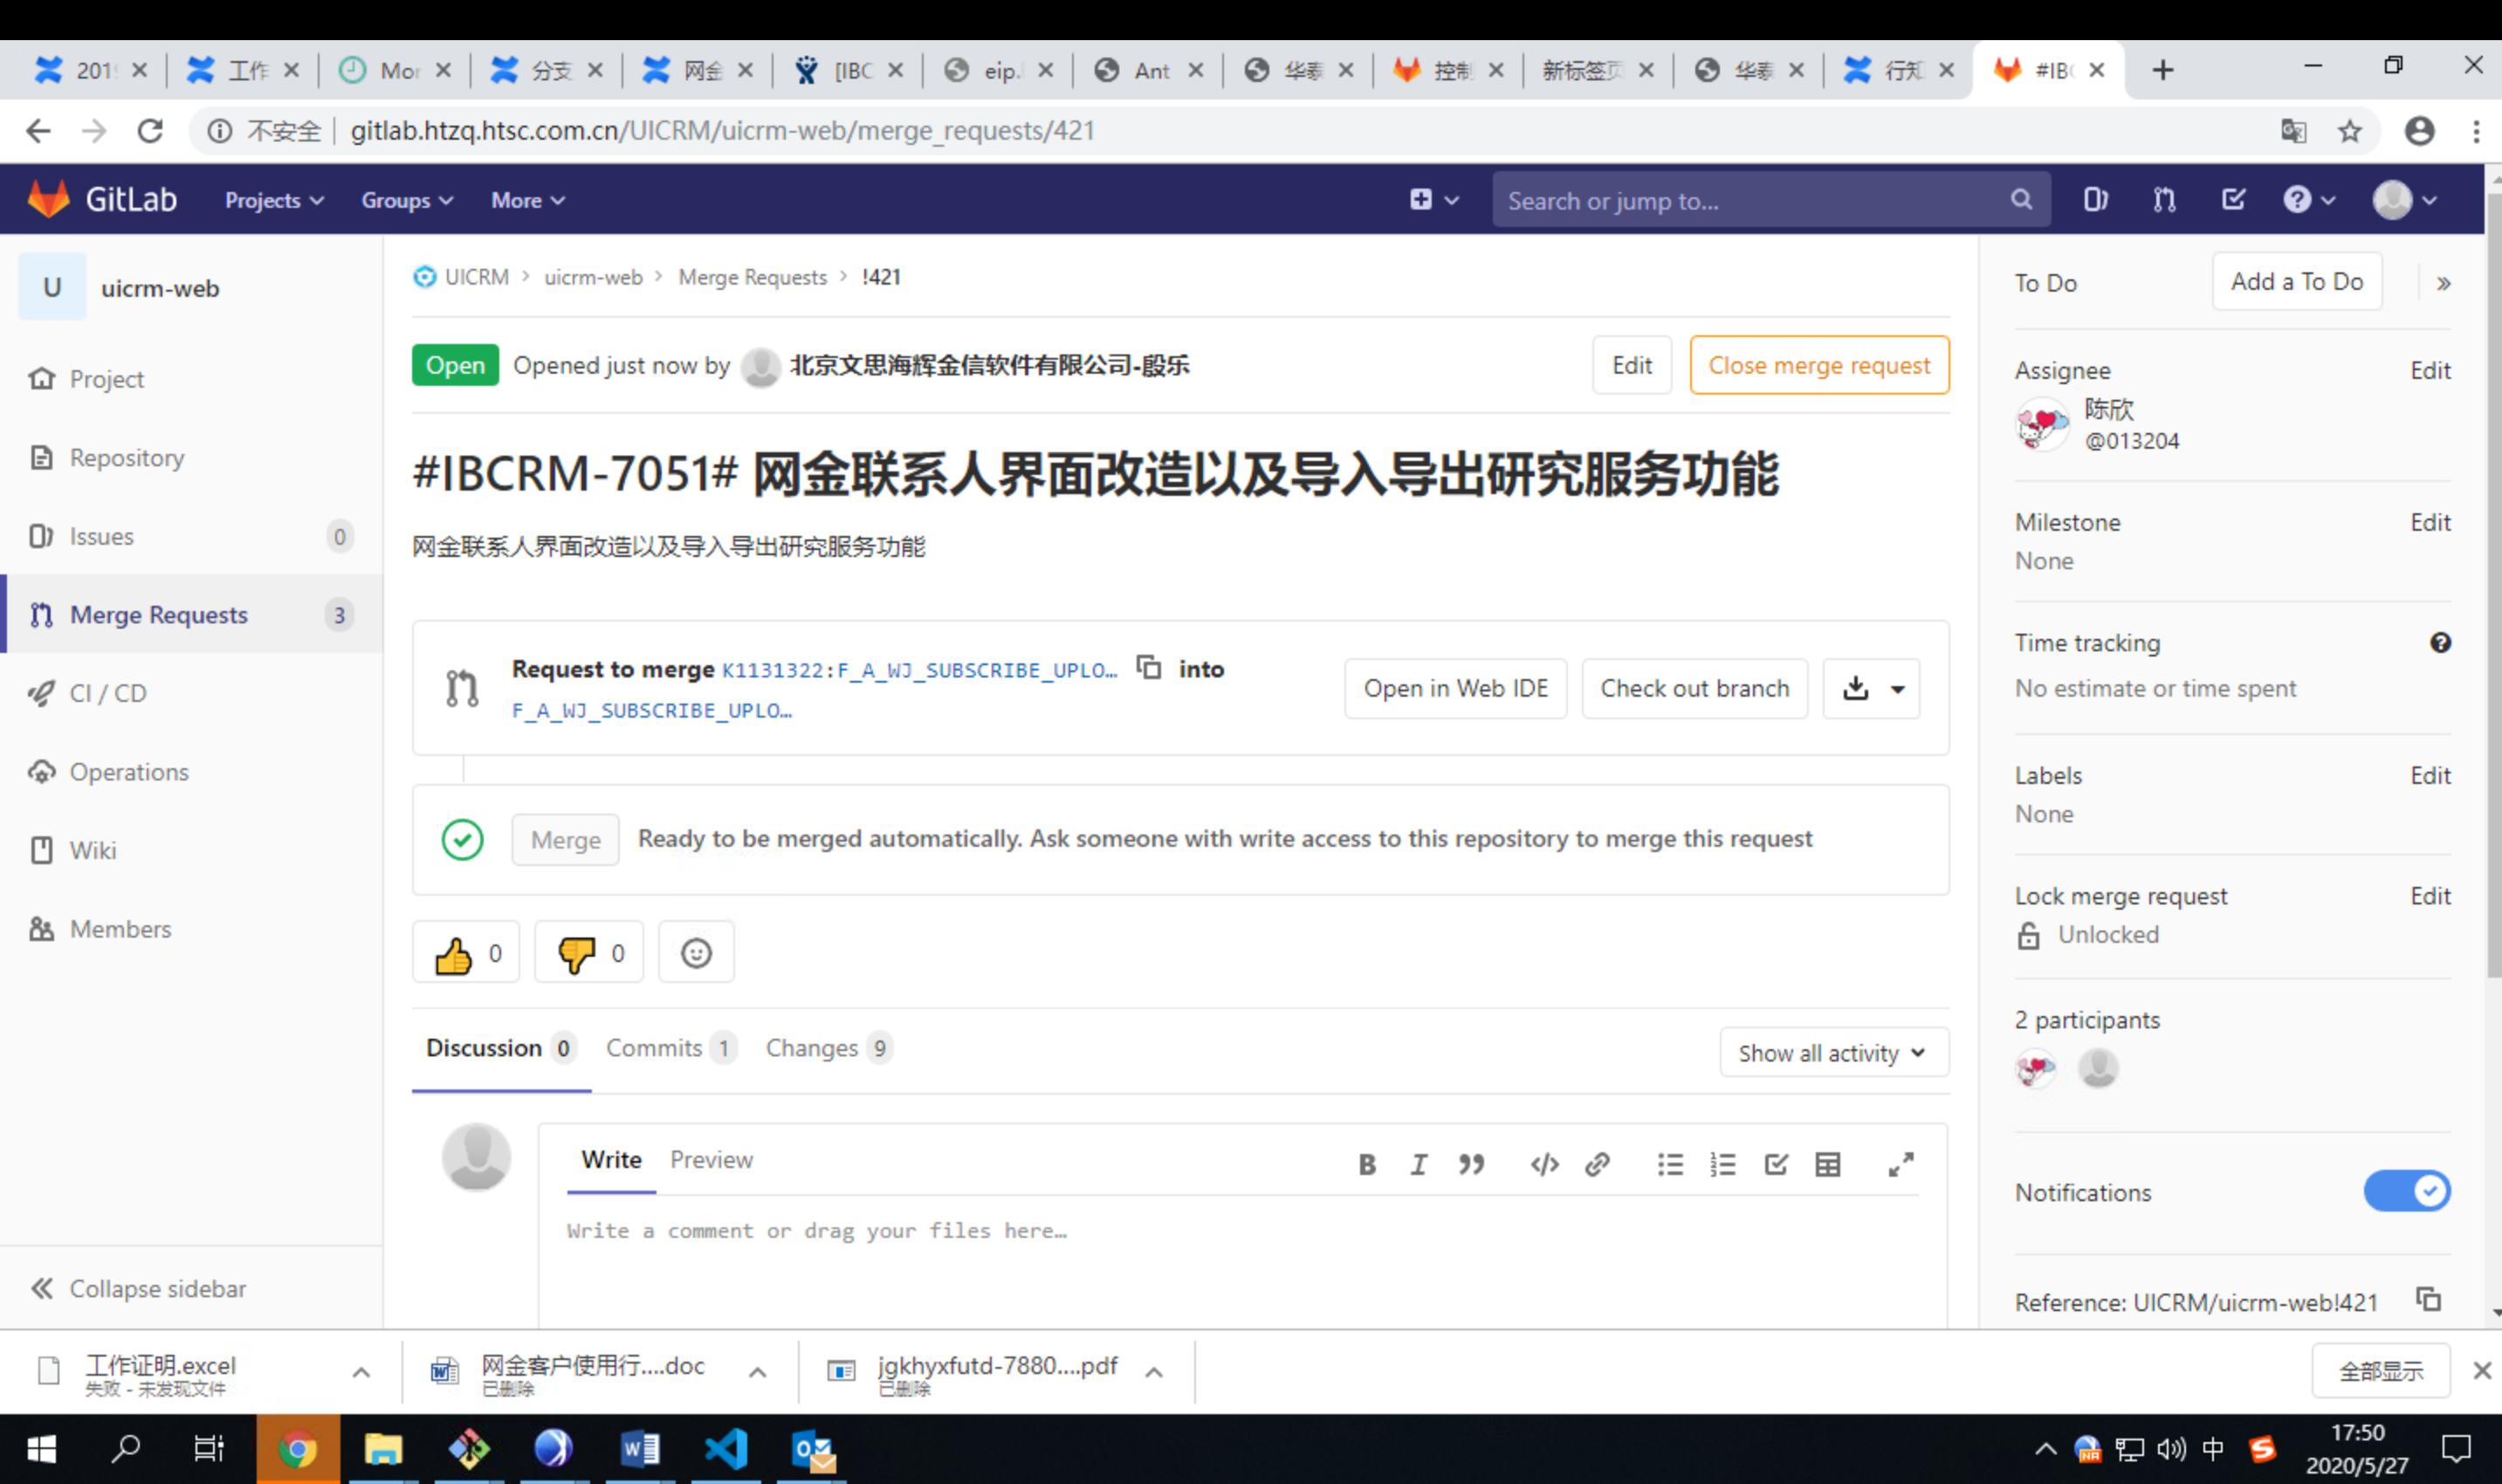 201
工作
Mor
分支
网金
[IBC
eip.
Ant
华泰
控制
新标签页
华泰
行知
#IB
不安全
gitlab.htzq.htsc.com.cn/UICRM/uicrm-web/merge_requests/421
GitLab
Projects
Groups
More
Search or jump to...
U uicrm-web
Project
Repository
Issues 0
Merge Requests 3
CI / CD
Operations
Wiki
Members
Collapse sidebar
UICRM > uicrm-web > Merge Requests > !421
Open Opened just now by 北京文思海辉金信软件有限公司-殷乐
Edit
Close merge request
#IBCRM-7051# 网金联系人界面改造以及导入导出研究服务功能
网金联系人界面改造以及导入导出研究服务功能
Request to merge K1131322:F_A_WJ_SUBSCRIBE_UPLO… into
F_A_WJ_SUBSCRIBE_UPLO…
Open in Web IDE
Check out branch
Merge Ready to be merged automatically. Ask someone with write access to this repository to merge this request
0
0
Discussion 0
Commits 1
Changes 9
Show all activity
Write
Preview
Write a comment or drag your files here…
To Do
Add a To Do
Assignee Edit
陈欣
@013204
Milestone Edit
None
Time tracking
No estimate or time spent
Labels Edit
None
Lock merge request Edit
Unlocked
2 participants
Notifications
Reference: UICRM/uicrm-web!421
工作证明.excel
失败 - 未发现文件
网金客户使用行....doc
已删除
jgkhyxfutd-7880....pdf
已删除
全部显示
中
17:50
2020/5/27